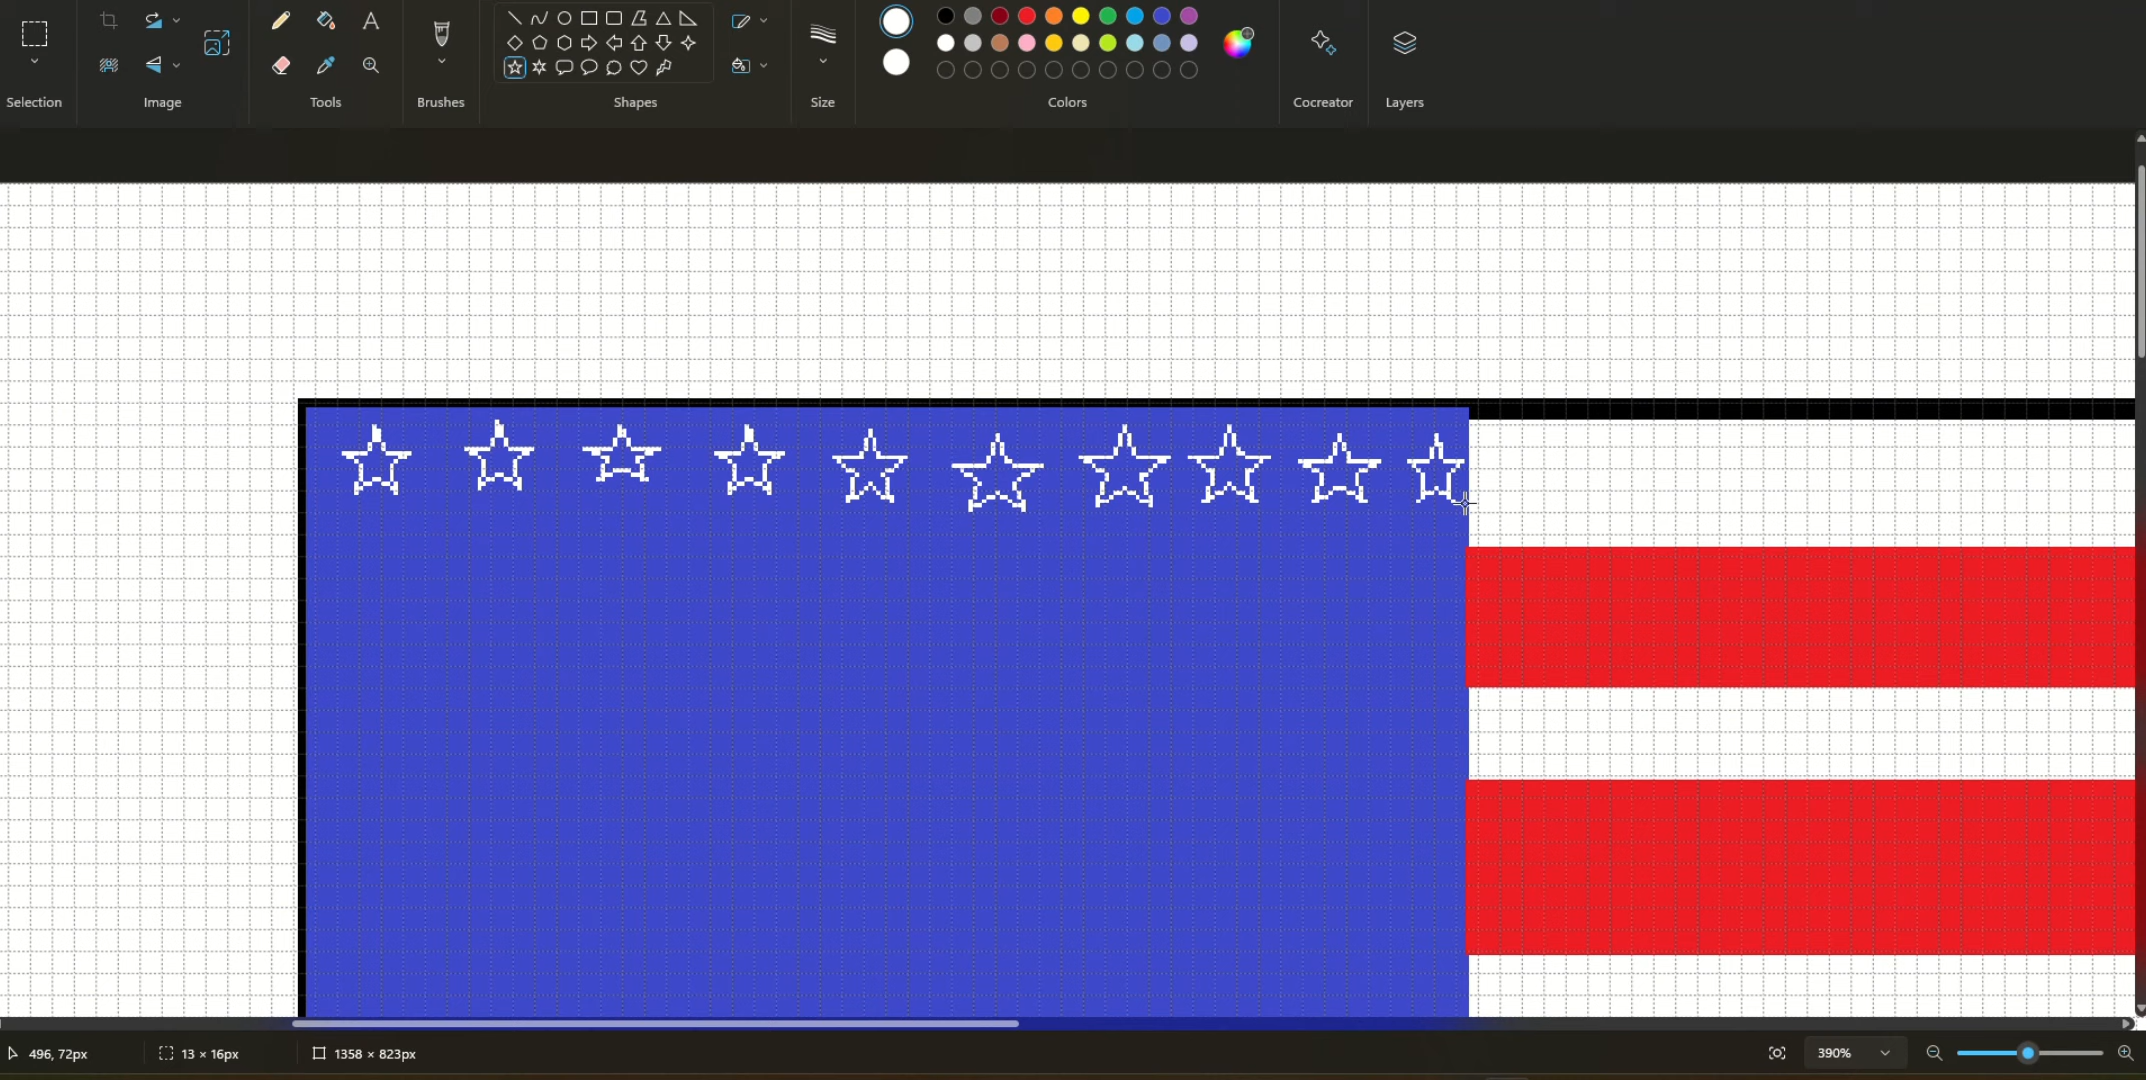 A
Selection
Image
Tools
Brushes
Shapes
Size
Colors
Cocreator
Layers
496, 72px
13 × 16px
1358 × 823px
390%